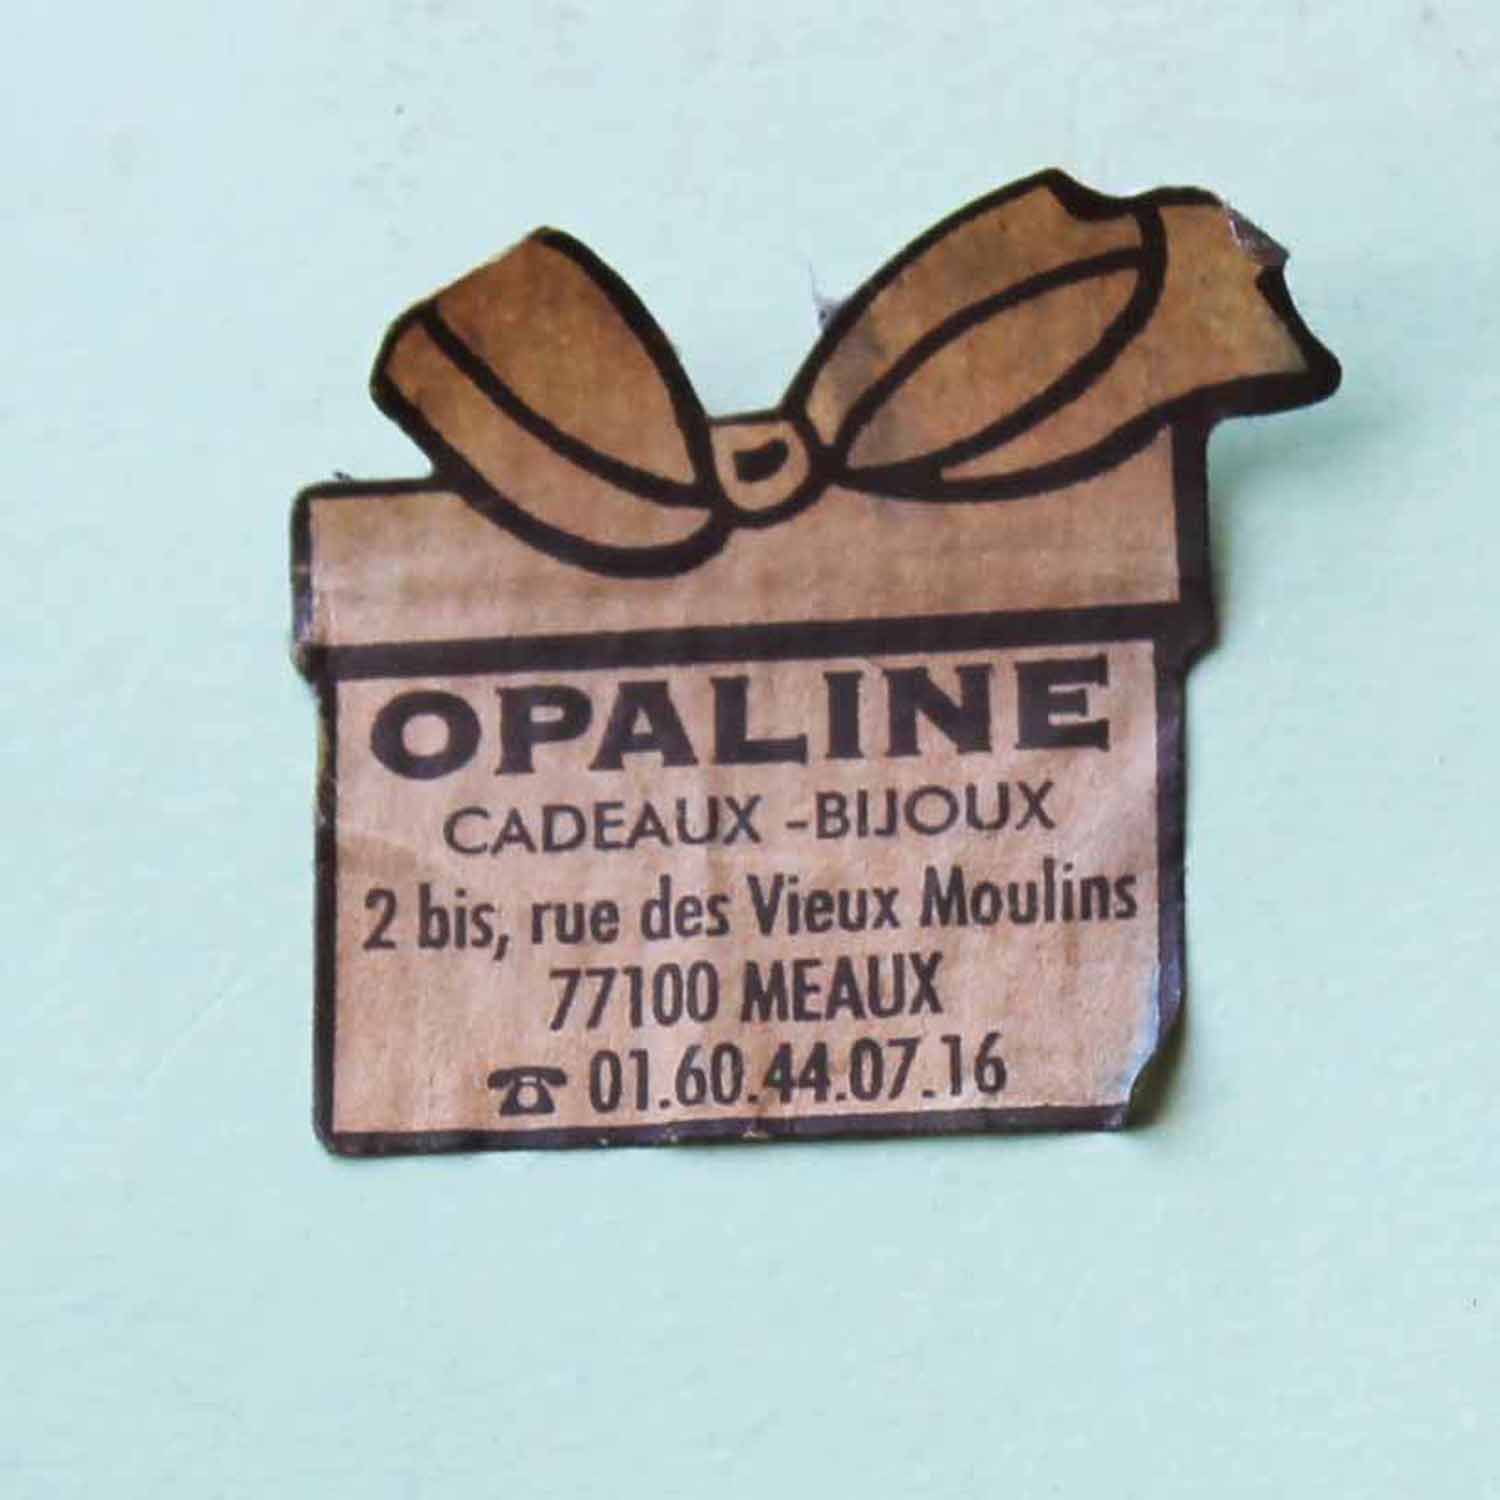 OPALINE
CADEAUX -BIJOUX
2 bis, rue des Vieux Moulins
77100 MEAUX
☎ 01.60.44.07.16